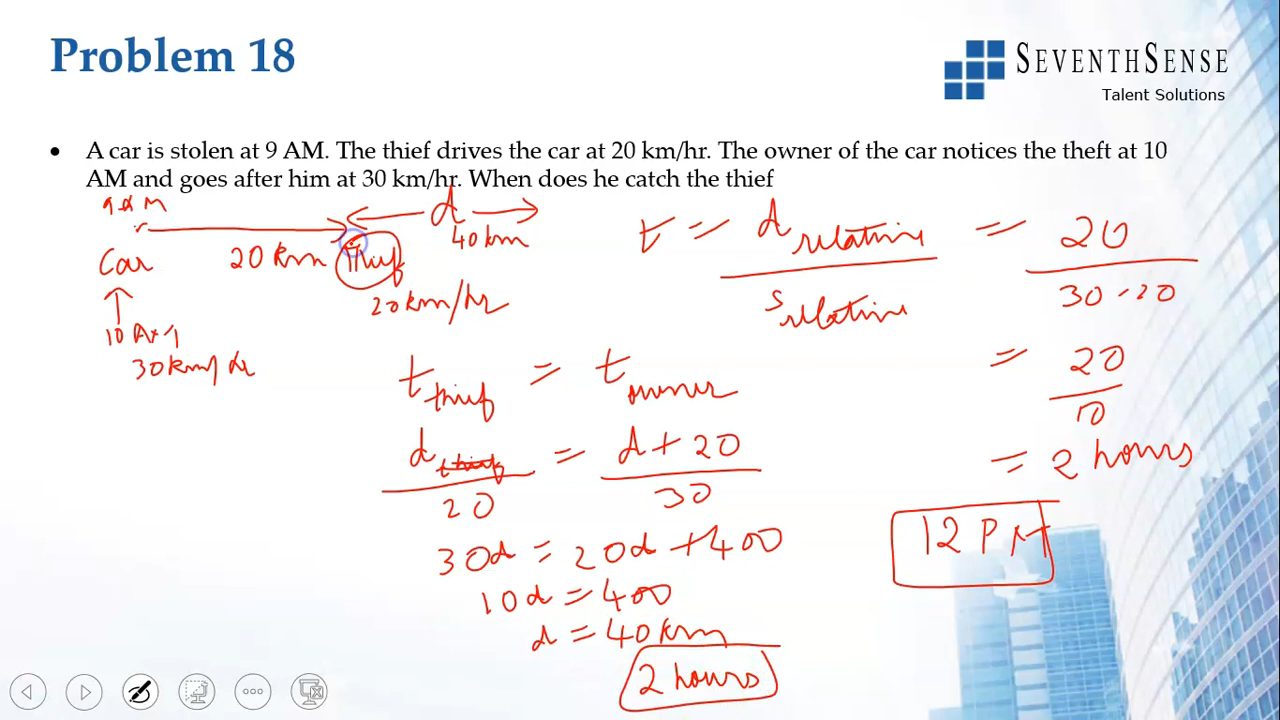 Problem 18
SEVENTHSENSE
Talent Solutions
• A car is stolen at 9 AM. The thief drives the car at 20 km/hr. The owner of the car notices the theft at 10
AM and goes after him at 30 km/hr. When does he catch the thief
9 AM
d
40 km
Car
20 km
Thief
20 km/hr
10 AM
30 km/hr
t thief = t owner
d thief / 20 = d + 20 / 30
30d = 20d + 400
10d = 400
d = 40 km
2 hours
t = d relative / s relative = 20 / 30 - 20
= 20 / 10
= 2 hours
12 PM